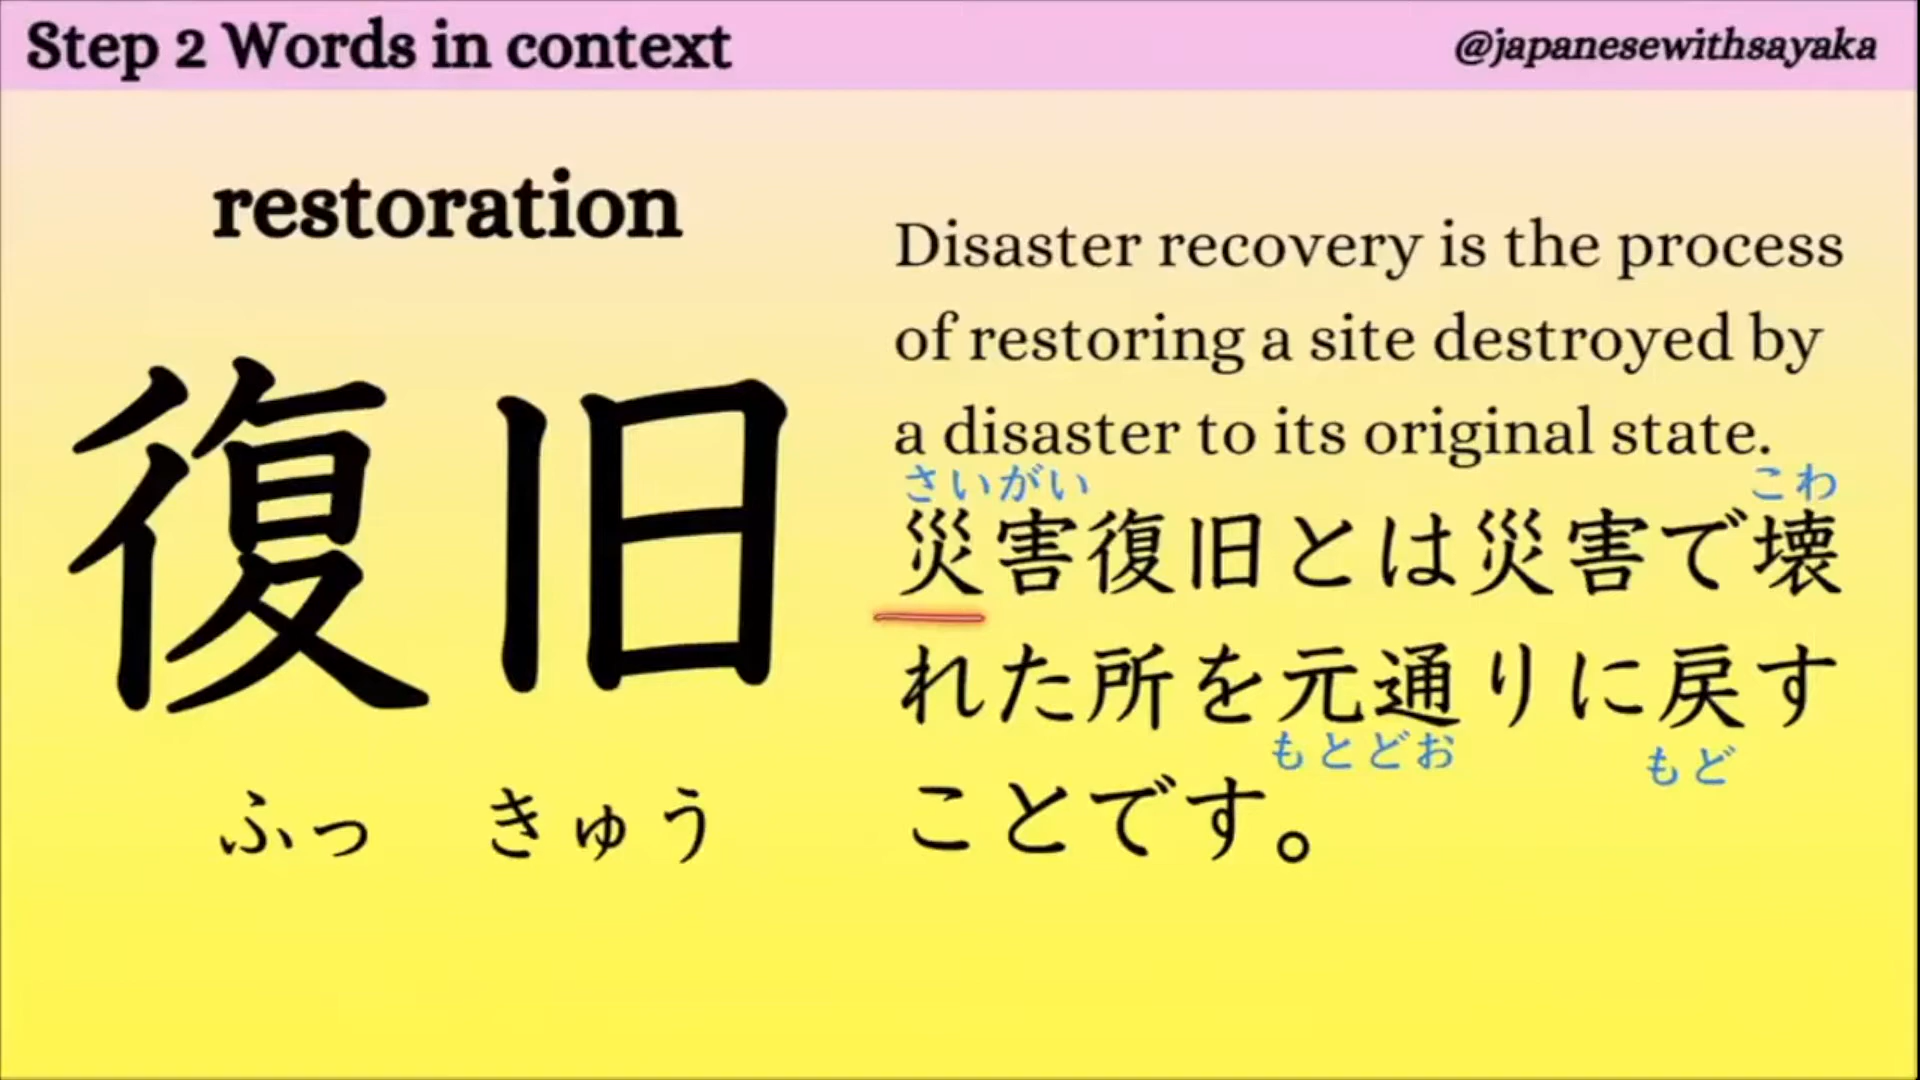 Step 2 Words in context
@japanesewithsayaka
restoration
復旧
ふっ きゅう
Disaster recovery is the process
of restoring a site destroyed by
a disaster to its original state.
さいがい こわ
災害復旧とは災害で壊
れた所を元通りに戻す
もとどお もど
ことです。